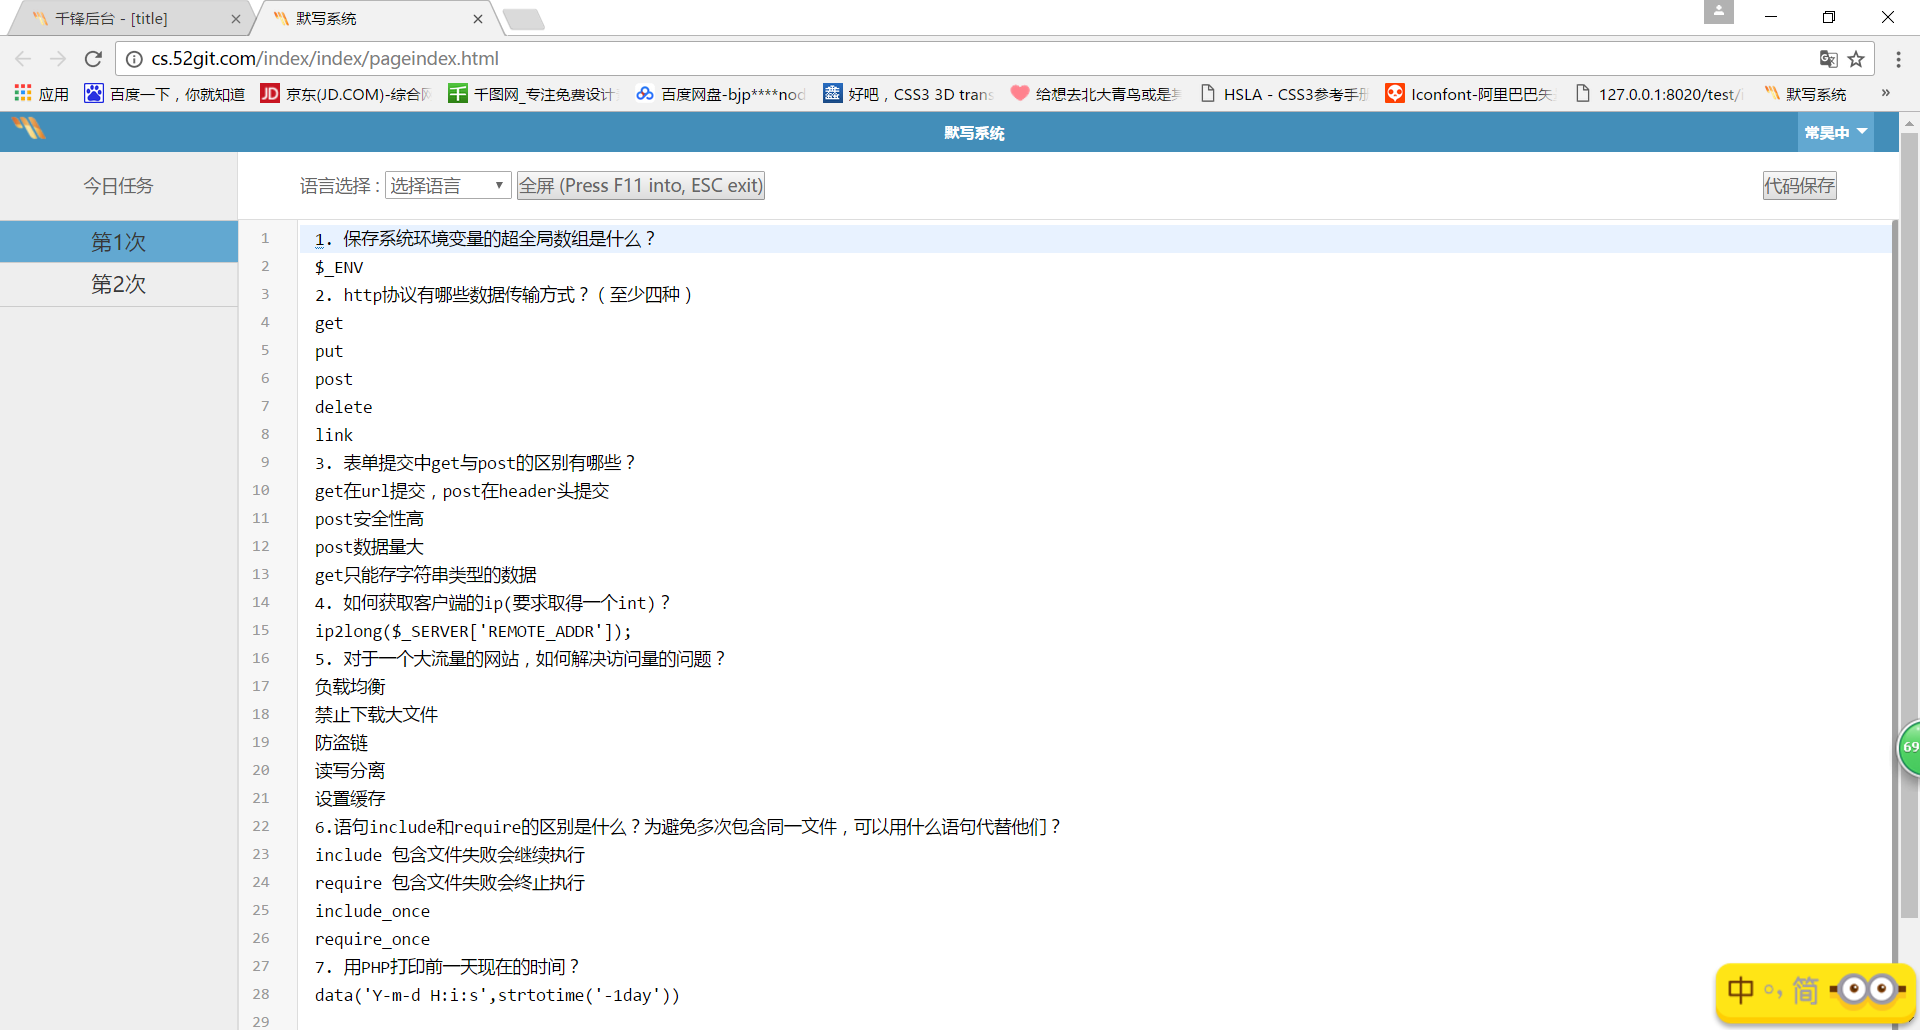 千锋后台 - [title]
默写系统
cs.52git.com/index/index/pageindex.html
应用
百度一下，你就知道
京东(JD.COM)-综合网
千图网_专注免费设计
百度网盘-bjp****nod
好吧，CSS3 3D trans
给想去北大青鸟或是
HSLA - CSS3参考手册
Iconfont-阿里巴巴矢
127.0.0.1:8020/test/
默写系统
»
默写系统
常昊中
今日任务
语言选择：
选择语言
全屏 (Press F11 into, ESC exit)
代码保存
第1次
第2次
1 1. 保存系统环境变量的超全局数组是什么？
2 $_ENV
3 2. http协议有哪些数据传输方式？（至少四种）
4 get
5 put
6 post
7 delete
8 link
9 3. 表单提交中get与post的区别有哪些？
10 get在url提交，post在header头提交
11 post安全性高
12 post数据量大
13 get只能存字符串类型的数据
14 4. 如何获取客户端的ip(要求取得一个int)？
15 ip2long($_SERVER['REMOTE_ADDR']);
16 5. 对于一个大流量的网站，如何解决访问量的问题？
17 负载均衡
18 禁止下载大文件
19 防盗链
20 读写分离
21 设置缓存
22 6.语句include和require的区别是什么？为避免多次包含同一文件，可以用什么语句代替他们？
23 include 包含文件失败会继续执行
24 require 包含文件失败会终止执行
25 include_once
26 require_once
27 7. 用PHP打印前一天现在的时间？
28 data('Y-m-d H:i:s',strtotime('-1day'))
29
69
中 °, 简